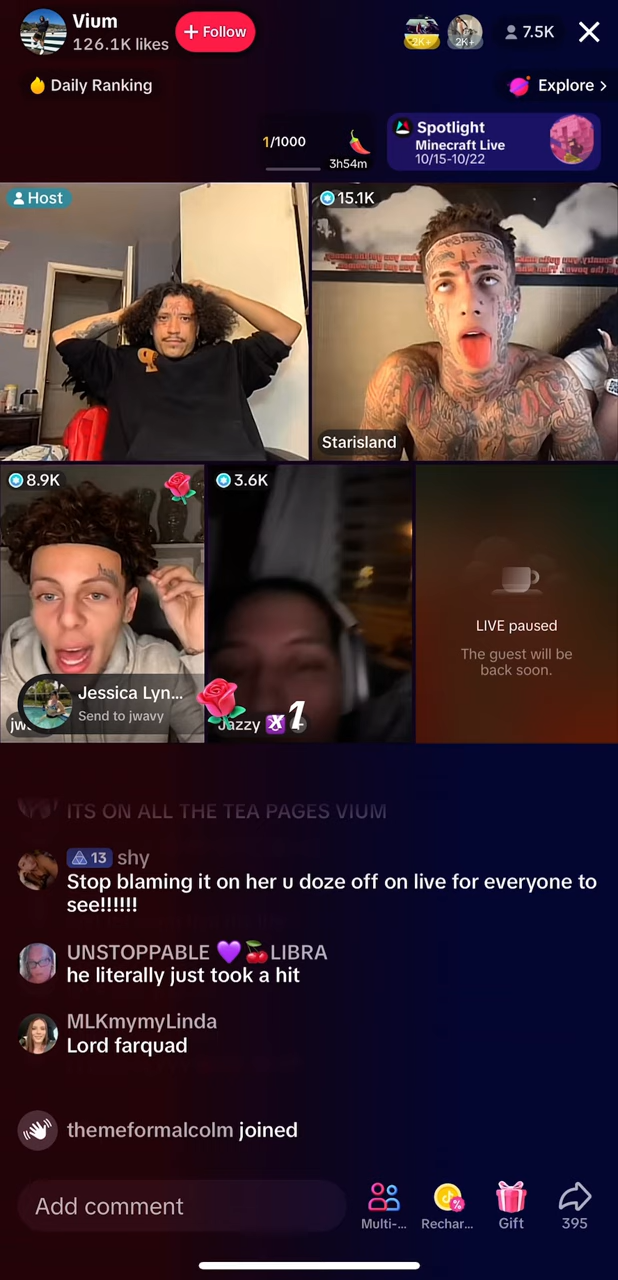 Vium
126.1K likes
+ Follow
2K+
2K+
7.5K
Daily Ranking
Explore >
1/1000
3h54m
Spotlight
Minecraft Live
10/15-10/22
Host
15.1K
Starisland
8.9K
3.6K
Jessica Lyn...
Send to jwavy
jw
Jazzy
x1
LIVE paused
The guest will be
back soon.
ITS ON ALL THE TEA PAGES VIUM
13 shy
Stop blaming it on her u doze off on live for everyone to
see!!!!!!
UNSTOPPABLE 💜🍒LIBRA
he literally just took a hit
MLKmymyLinda
Lord farquad
themeformalcolm joined
Add comment
Multi-...
Rechar...
Gift
395